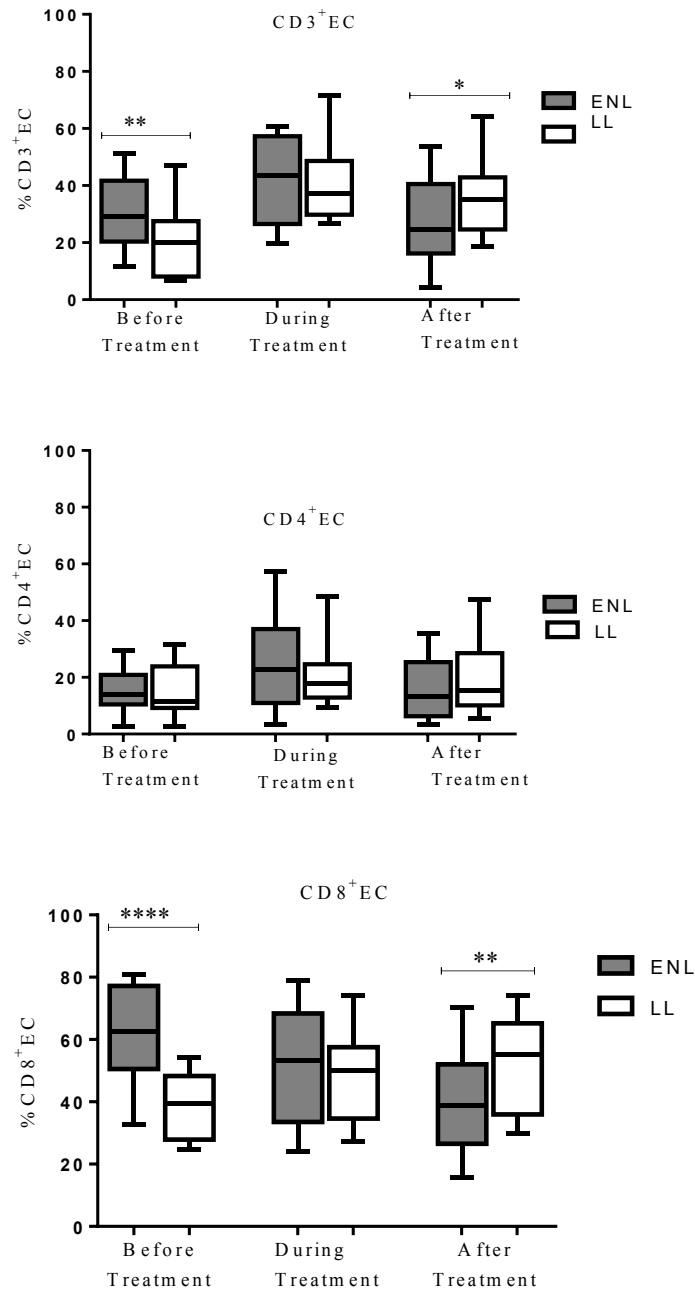 CD3⁺EC
100
80
60
40
20
0
%CD3⁺EC
**
*
ENL
LL
Before
Treatment
During
Treatment
After
Treatment
CD4⁺EC
100
80
60
40
20
0
%CD4⁺EC
ENL
LL
Before
Treatment
During
Treatment
After
Treatment
CD8⁺EC
100
80
60
40
20
0
%CD8⁺EC
****
**
ENL
LL
Before
Treatment
During
Treatment
After
Treatment